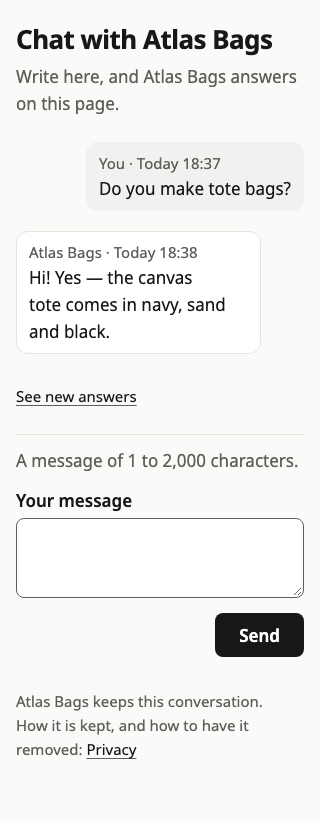 Chat with Atlas Bags
Write here, and Atlas Bags answers
on this page.
You · Today 18:37
Do you make tote bags?
Atlas Bags · Today 18:38
Hi! Yes — the canvas
tote comes in navy, sand
and black.
See new answers
A message of 1 to 2,000 characters.
Your message
Send
Atlas Bags keeps this conversation.
How it is kept, and how to have it
removed: Privacy